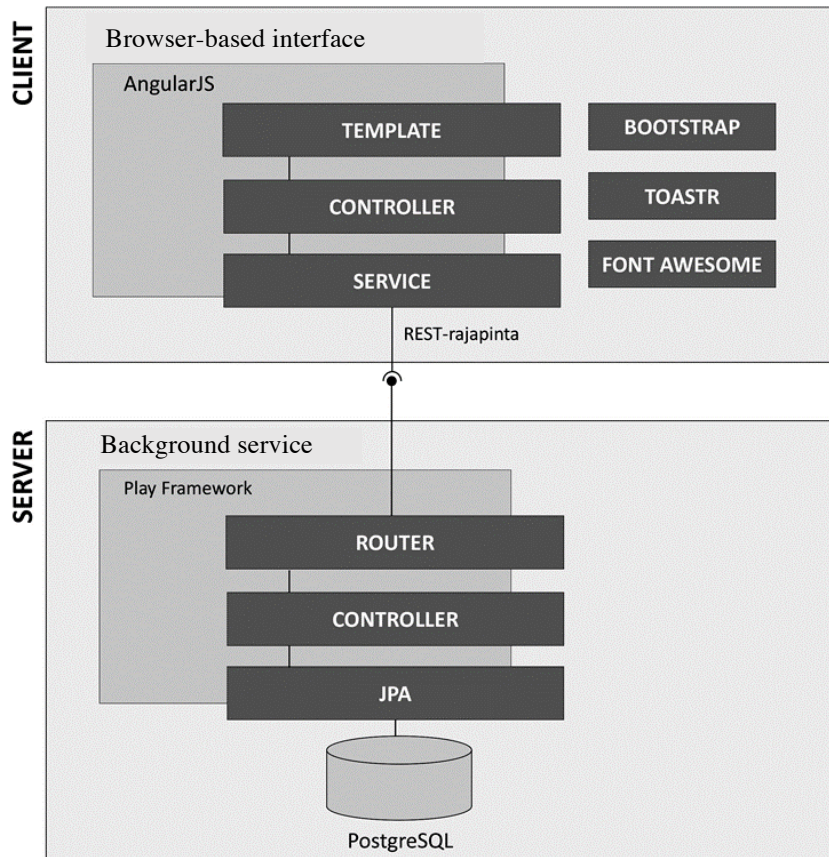 CLIENT
Browser-based interface
AngularJS
TEMPLATE
CONTROLLER
SERVICE
BOOTSTRAP
TOASTR
FONT AWESOME
REST-rajapinta
SERVER
Background service
Play Framework
ROUTER
CONTROLLER
JPA
PostgreSQL